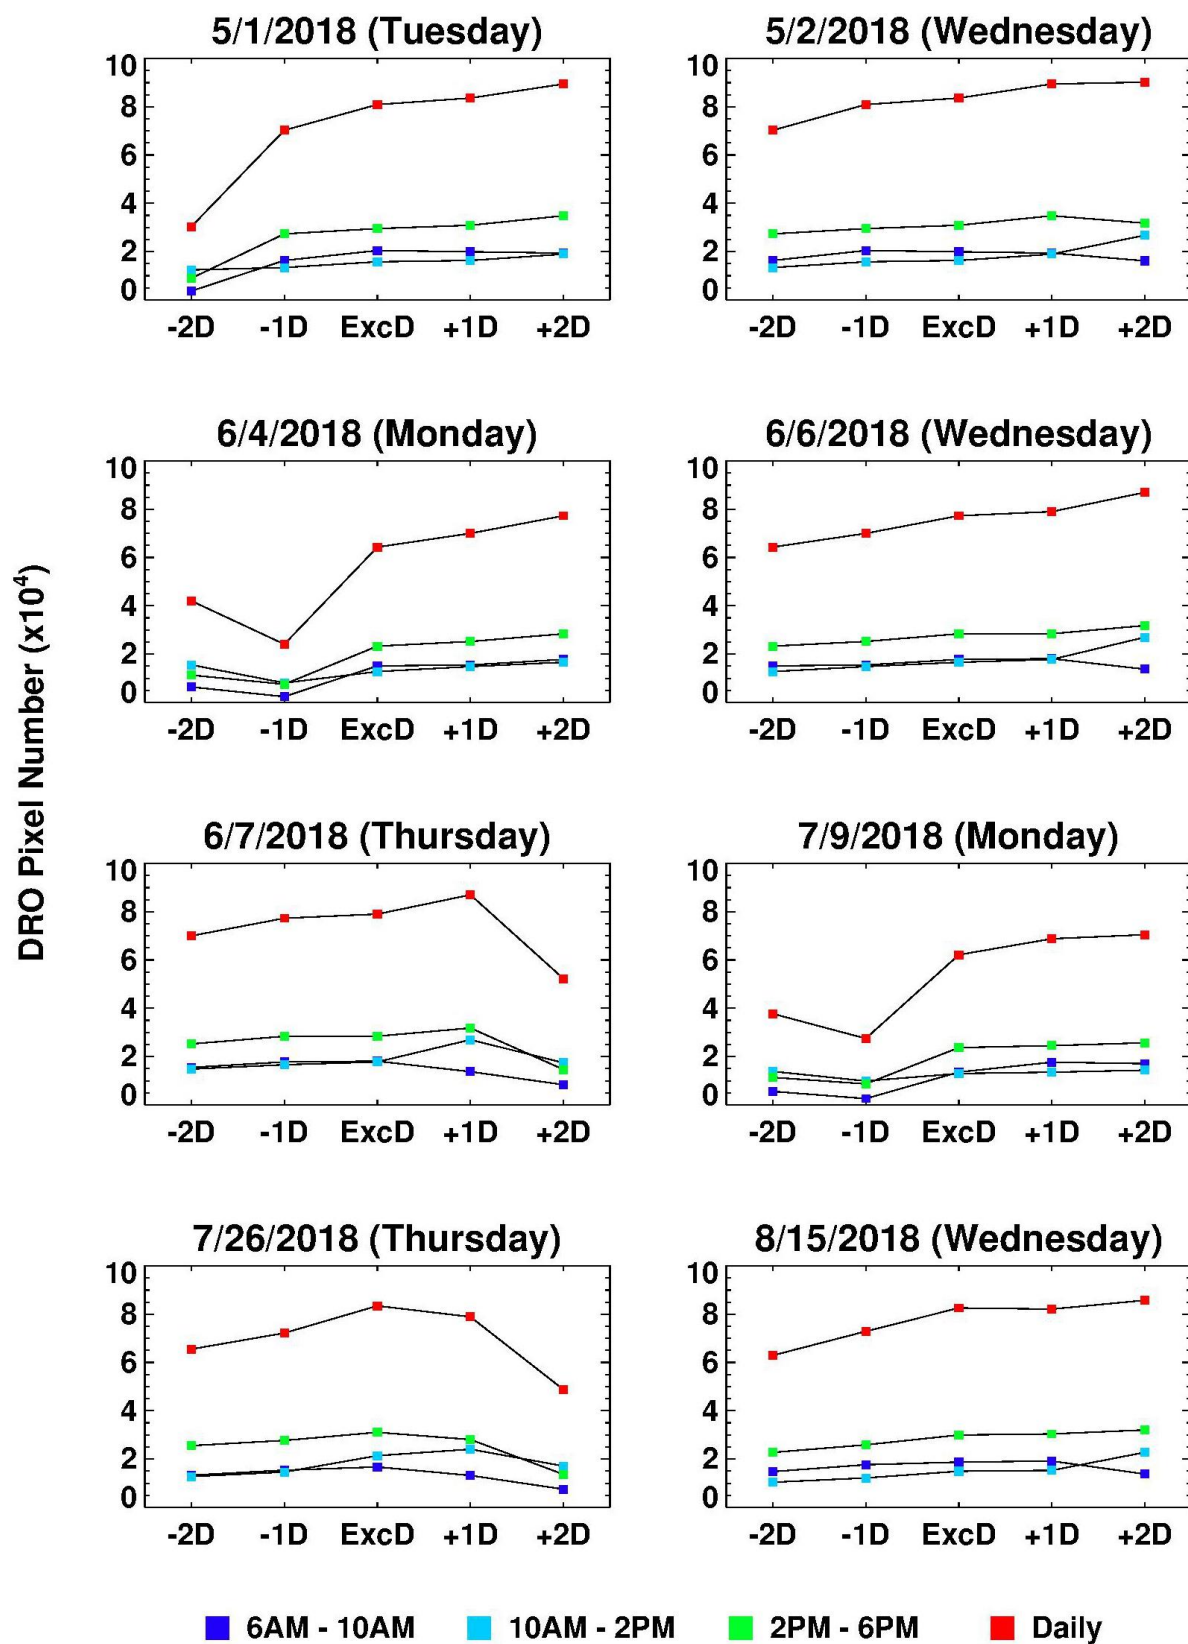 5/1/2018 (Tuesday)
10
8
6
4
2
0
-2D -1D ExcD +1D +2D
5/2/2018 (Wednesday)
10
8
6
4
2
0
-2D -1D ExcD +1D +2D
6/4/2018 (Monday)
10
8
6
4
2
0
-2D -1D ExcD +1D +2D
6/6/2018 (Wednesday)
10
8
6
4
2
0
-2D -1D ExcD +1D +2D
DRO Pixel Number (x10⁴)
6/7/2018 (Thursday)
10
8
6
4
2
0
-2D -1D ExcD +1D +2D
7/9/2018 (Monday)
10
8
6
4
2
0
-2D -1D ExcD +1D +2D
7/26/2018 (Thursday)
10
8
6
4
2
0
-2D -1D ExcD +1D +2D
8/15/2018 (Wednesday)
10
8
6
4
2
0
-2D -1D ExcD +1D +2D
6AM - 10AM 10AM - 2PM 2PM - 6PM Daily